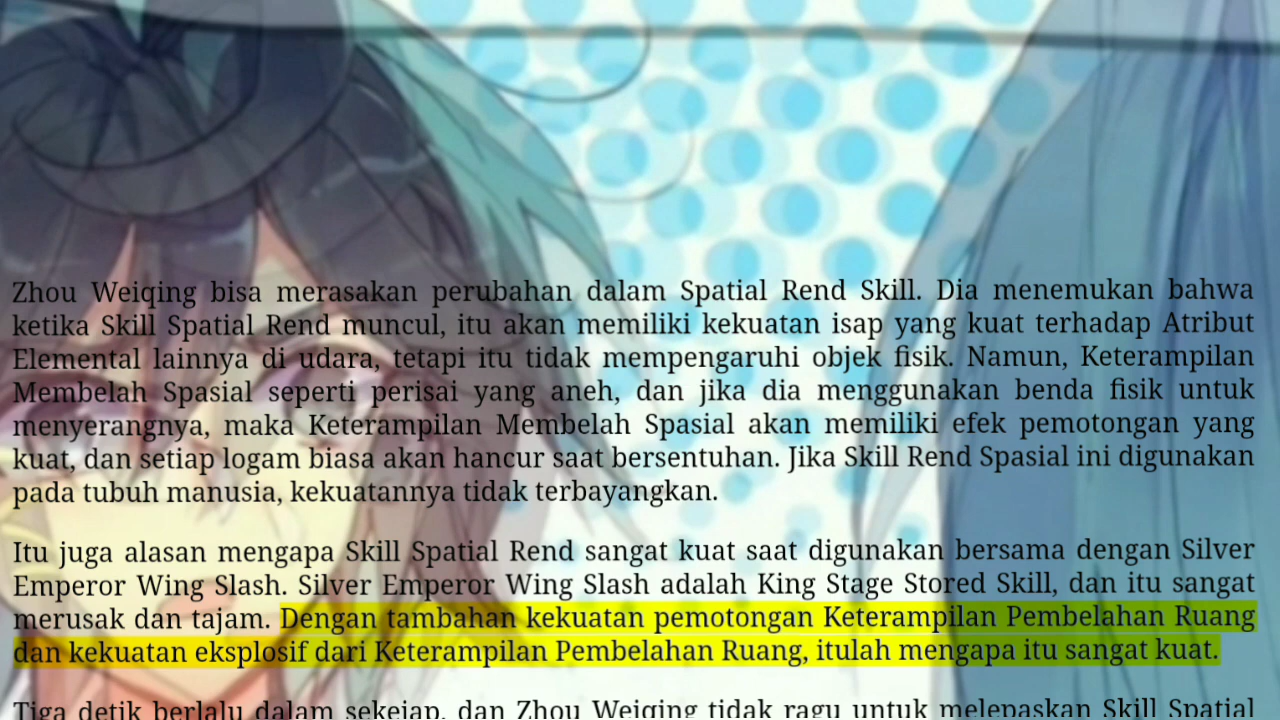 Zhou Weiqing bisa merasakan perubahan dalam Spatial Rend Skill. Dia menemukan bahwa
ketika Skill Spatial Rend muncul, itu akan memiliki kekuatan isap yang kuat terhadap Atribut
Elemental lainnya di udara, tetapi itu tidak mempengaruhi objek fisik. Namun, Keterampilan
Membelah Spasial seperti perisai yang aneh, dan jika dia menggunakan benda fisik untuk
menyerangnya, maka Keterampilan Membelah Spasial akan memiliki efek pemotongan yang
kuat, dan setiap logam biasa akan hancur saat bersentuhan. Jika Skill Rend Spasial ini digunakan
pada tubuh manusia, kekuatannya tidak terbayangkan.
Itu juga alasan mengapa Skill Spatial Rend sangat kuat saat digunakan bersama dengan Silver
Emperor Wing Slash. Silver Emperor Wing Slash adalah King Stage Stored Skill, dan itu sangat
merusak dan tajam. Dengan tambahan kekuatan pemotongan Keterampilan Pembelahan Ruang
dan kekuatan eksplosif dari Keterampilan Pembelahan Ruang, itulah mengapa itu sangat kuat.
Tiga detik berlalu dalam sekejap, dan Zhou Weiqing tidak ragu untuk melepaskan Skill Spatial